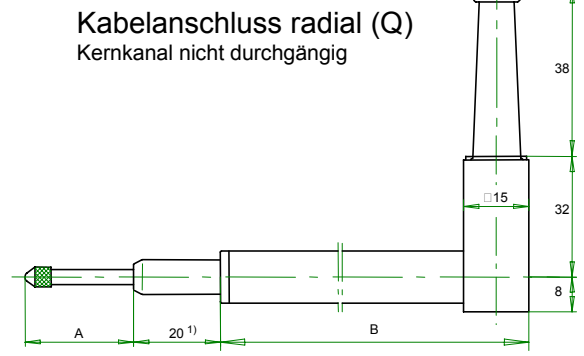 Kabelanschluss radial (Q)
Kernkanal nicht durchgängig
38
□15
32
8
A
20 1)
B